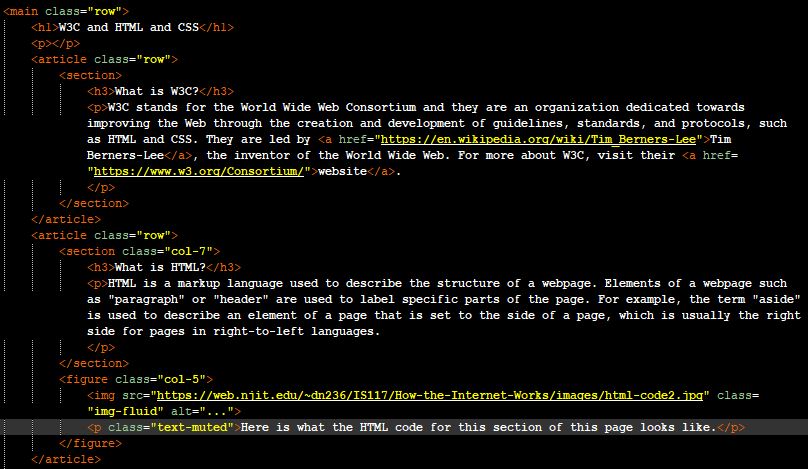 <main class="row">
<h1>W3C and HTML and CSS</h1>
<p></p>
<article class="row">
<section>
<h3>What is W3C?</h3>
<p>W3C stands for the World Wide Web Consortium and they are an organization dedicated towards
improving the Web through the creation and development of guidelines, standards, and protocols, such
as HTML and CSS. They are led by <a href="https://en.wikipedia.org/wiki/Tim_Berners-Lee">Tim
Berners-Lee</a>, the inventor of the World Wide Web. For more about W3C, visit their <a href=
"https://www.w3.org/Consortium/">website</a>.
</p>
</section>
</article>
<article class="row">
<section class="col-7">
<h3>What is HTML?</h3>
<p>HTML is a markup language used to describe the structure of a webpage. Elements of a webpage such
as "paragraph" or "header" are used to label specific parts of the page. For example, the term "aside"
is used to describe an element of a page that is set to the side of a page, which is usually the right
side for pages in right-to-left languages.
</p>
</section>
<figure class="col-5">
<img src="https://web.njit.edu/~dn236/IS117/How-the-Internet-Works/images/html-code2.jpg" class=
"img-fluid" alt="...">
<p class="text-muted">Here is what the HTML code for this section of this page looks like.</p>
</figure>
</article>